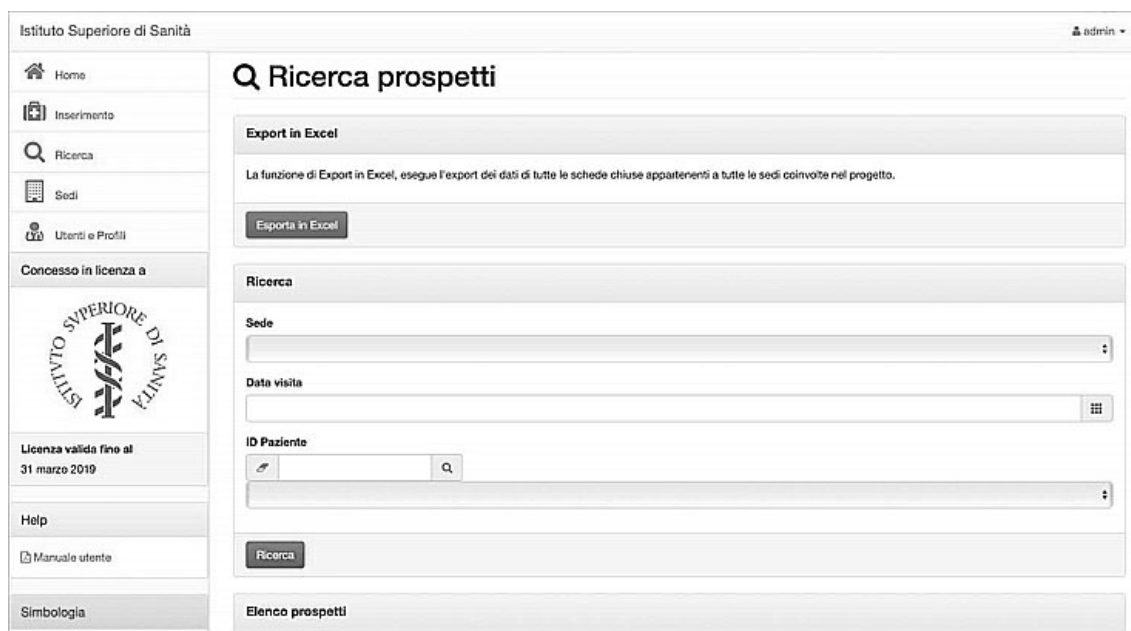 Istituto Superiore di Sanità
admin
Home
Inserimento
Ricerca
Sedi
Utenti e Profili
Concesso in licenza a
ISTITVTO SVPERIORE DI SANITÀ
Licenza valida fino al
31 marzo 2019
Help
Manuale utente
Simbologia
Ricerca prospetti
Export in Excel
La funzione di Export in Excel, esegue l'export dei dati di tutte le schede chiuse appartenenti a tutte le sedi coinvolte nel progetto.
Esporta in Excel
Ricerca
Sede
Data visita
ID Paziente
Ricerca
Elenco prospetti